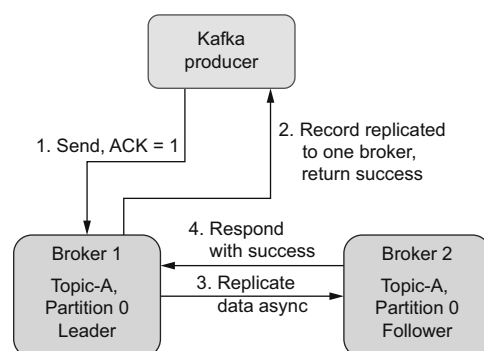 Kafka
producer
1. Send, ACK = 1
2. Record replicated
to one broker,
return success
Broker 1
Topic-A,
Partition 0
Leader
4. Respond
with success
3. Replicate
data async
Broker 2
Topic-A,
Partition 0
Follower